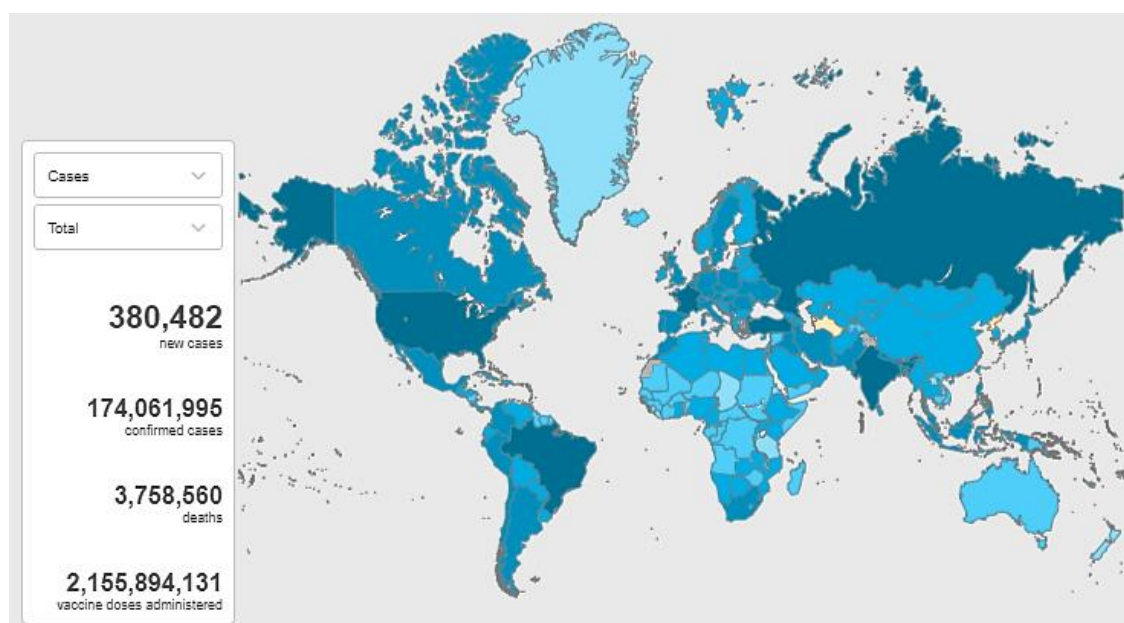 Cases
Total
380,482
new cases
174,061,995
confirmed cases
3,758,560
deaths
2,155,894,131
vaccine doses administered